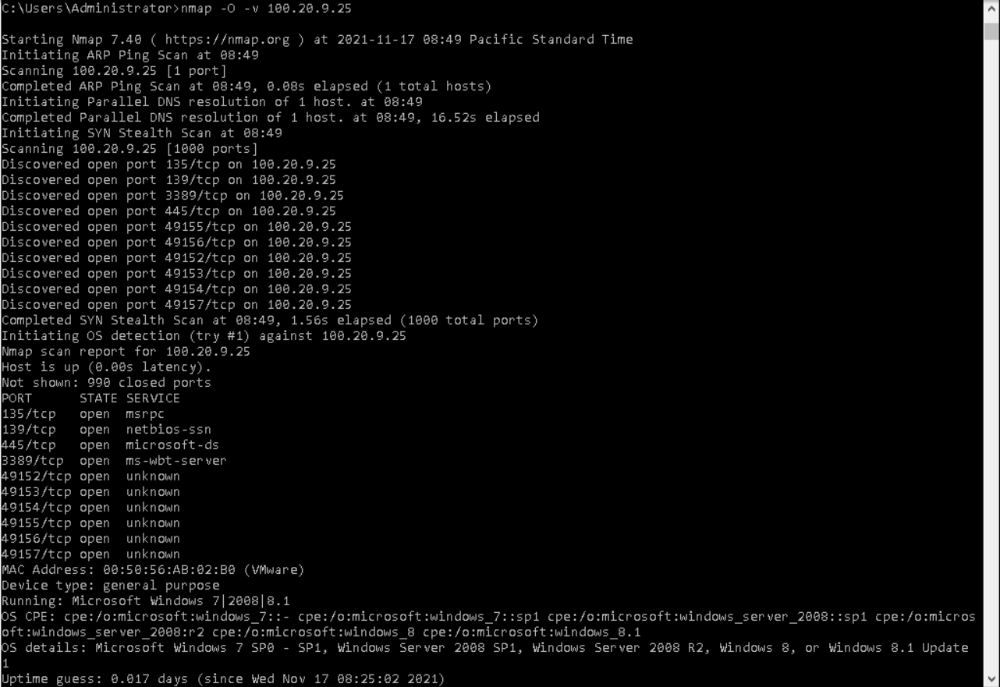 C:\Users\Administrator>nmap -O -v 100.20.9.25
Starting Nmap 7.40 ( https://nmap.org ) at 2021-11-17 08:49 Pacific Standard Time
Initiating ARP Ping Scan at 08:49
Scanning 100.20.9.25 [1 port]
Completed ARP Ping Scan at 08:49, 0.08s elapsed (1 total hosts)
Initiating Parallel DNS resolution of 1 host. at 08:49
Completed Parallel DNS resolution of 1 host. at 08:49, 16.52s elapsed
Initiating SYN Stealth Scan at 08:49
Scanning 100.20.9.25 [1000 ports]
Discovered open port 135/tcp on 100.20.9.25
Discovered open port 139/tcp on 100.20.9.25
Discovered open port 3389/tcp on 100.20.9.25
Discovered open port 445/tcp on 100.20.9.25
Discovered open port 49155/tcp on 100.20.9.25
Discovered open port 49156/tcp on 100.20.9.25
Discovered open port 49152/tcp on 100.20.9.25
Discovered open port 49153/tcp on 100.20.9.25
Discovered open port 49154/tcp on 100.20.9.25
Discovered open port 49157/tcp on 100.20.9.25
Completed SYN Stealth Scan at 08:49, 1.56s elapsed (1000 total ports)
Initiating OS detection (try #1) against 100.20.9.25
Nmap scan report for 100.20.9.25
Host is up (0.00s latency).
Not shown: 990 closed ports
PORT      STATE SERVICE
135/tcp   open  msrpc
139/tcp   open  netbios-ssn
445/tcp   open  microsoft-ds
3389/tcp  open  ms-wbt-server
49152/tcp open  unknown
49153/tcp open  unknown
49154/tcp open  unknown
49155/tcp open  unknown
49156/tcp open  unknown
49157/tcp open  unknown
MAC Address: 00:50:56:AB:02:B0 (VMware)
Device type: general purpose
Running: Microsoft Windows 7|2008|8.1
OS CPE: cpe:/o:microsoft:windows_7::- cpe:/o:microsoft:windows_7::sp1 cpe:/o:microsoft:windows_server_2008::sp1 cpe:/o:micros
oft:windows_server_2008:r2 cpe:/o:microsoft:windows_8 cpe:/o:microsoft:windows_8.1
OS details: Microsoft Windows 7 SP0 - SP1, Windows Server 2008 SP1, Windows Server 2008 R2, Windows 8, or Windows 8.1 Update
1
Uptime guess: 0.017 days (since Wed Nov 17 08:25:02 2021)